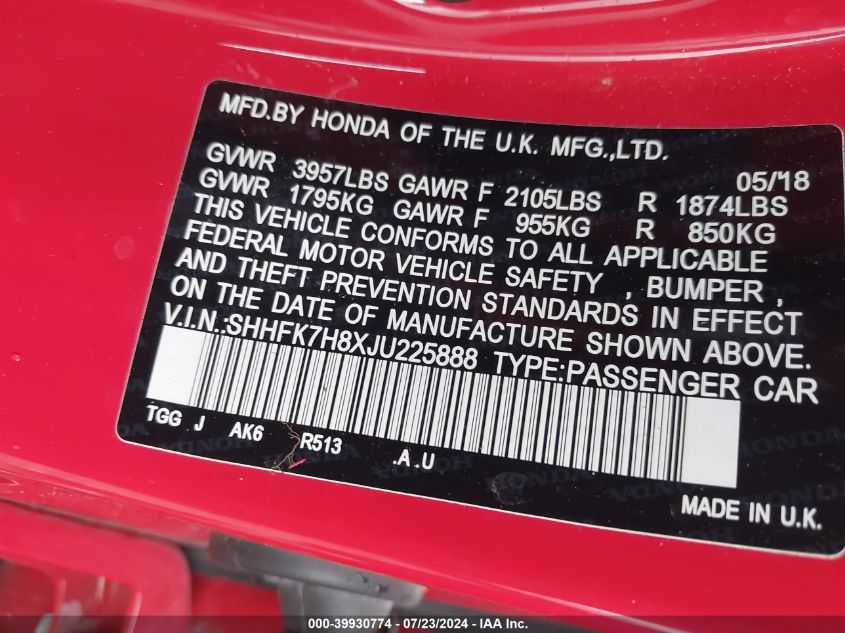 MFD.BY HONDA OF THE U.K. MFG.,LTD.
05/'18
GVWR 3957LBS GAWR F 2105LBS R 1874LBS
GVWR 1795KG GAWR F 955KG R 850KG
THIS VEHICLE CONFORMS TO ALL APPLICABLE
FEDERAL MOTOR VEHICLE SAFETY , BUMPER ,
AND THEFT PREVENTION STANDARDS IN EFFECT
ON THE DATE OF MANUFACTURE SHOWN ABOVE.
V.I.N.:SHHFK7H8XJU225888 TYPE:PASSENGER CAR
TGG J AK6 R513 .A.U
HONDA HONDA
MADE IN U.K.
000-39930774 / 07/23/2024 - IAA Inc.